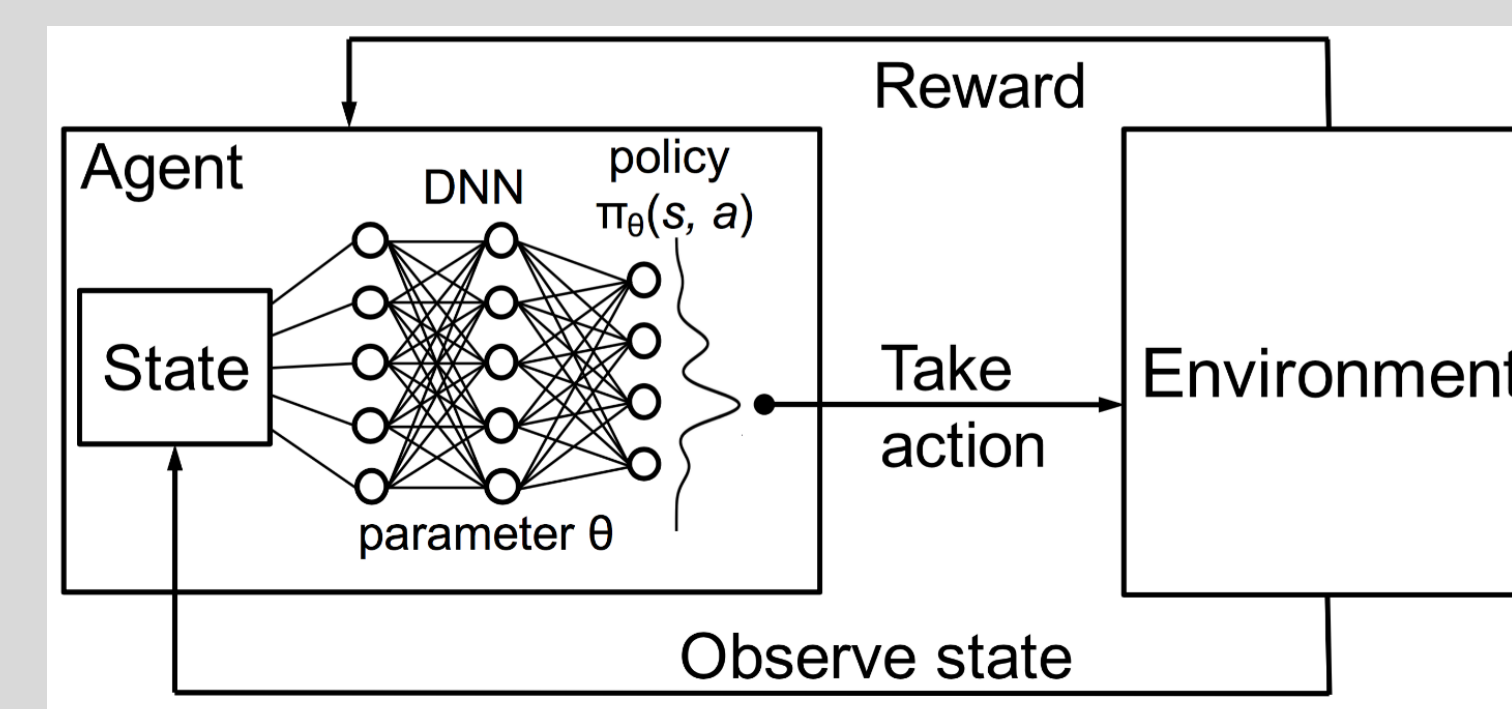 Reward
Agent
DNN
policy
πθ(s, a)
State
Take
action
Environment
parameter θ
Observe state